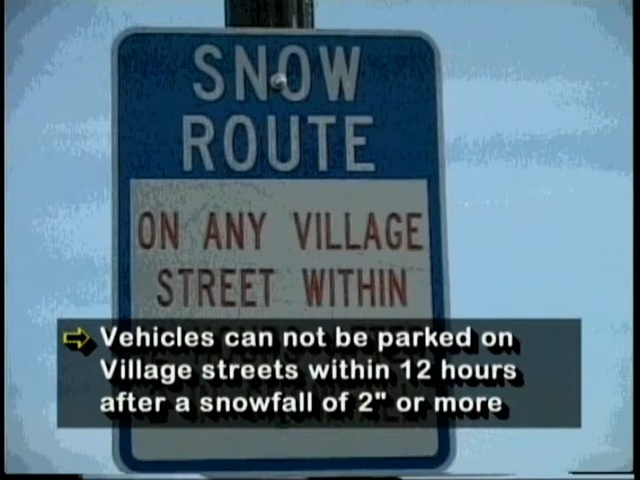 SNOW
ROUTE
ON ANY VILLAGE
STREET WITHIN
Vehicles can not be parked on
Village streets within 12 hours
after a snowfall of 2" or more